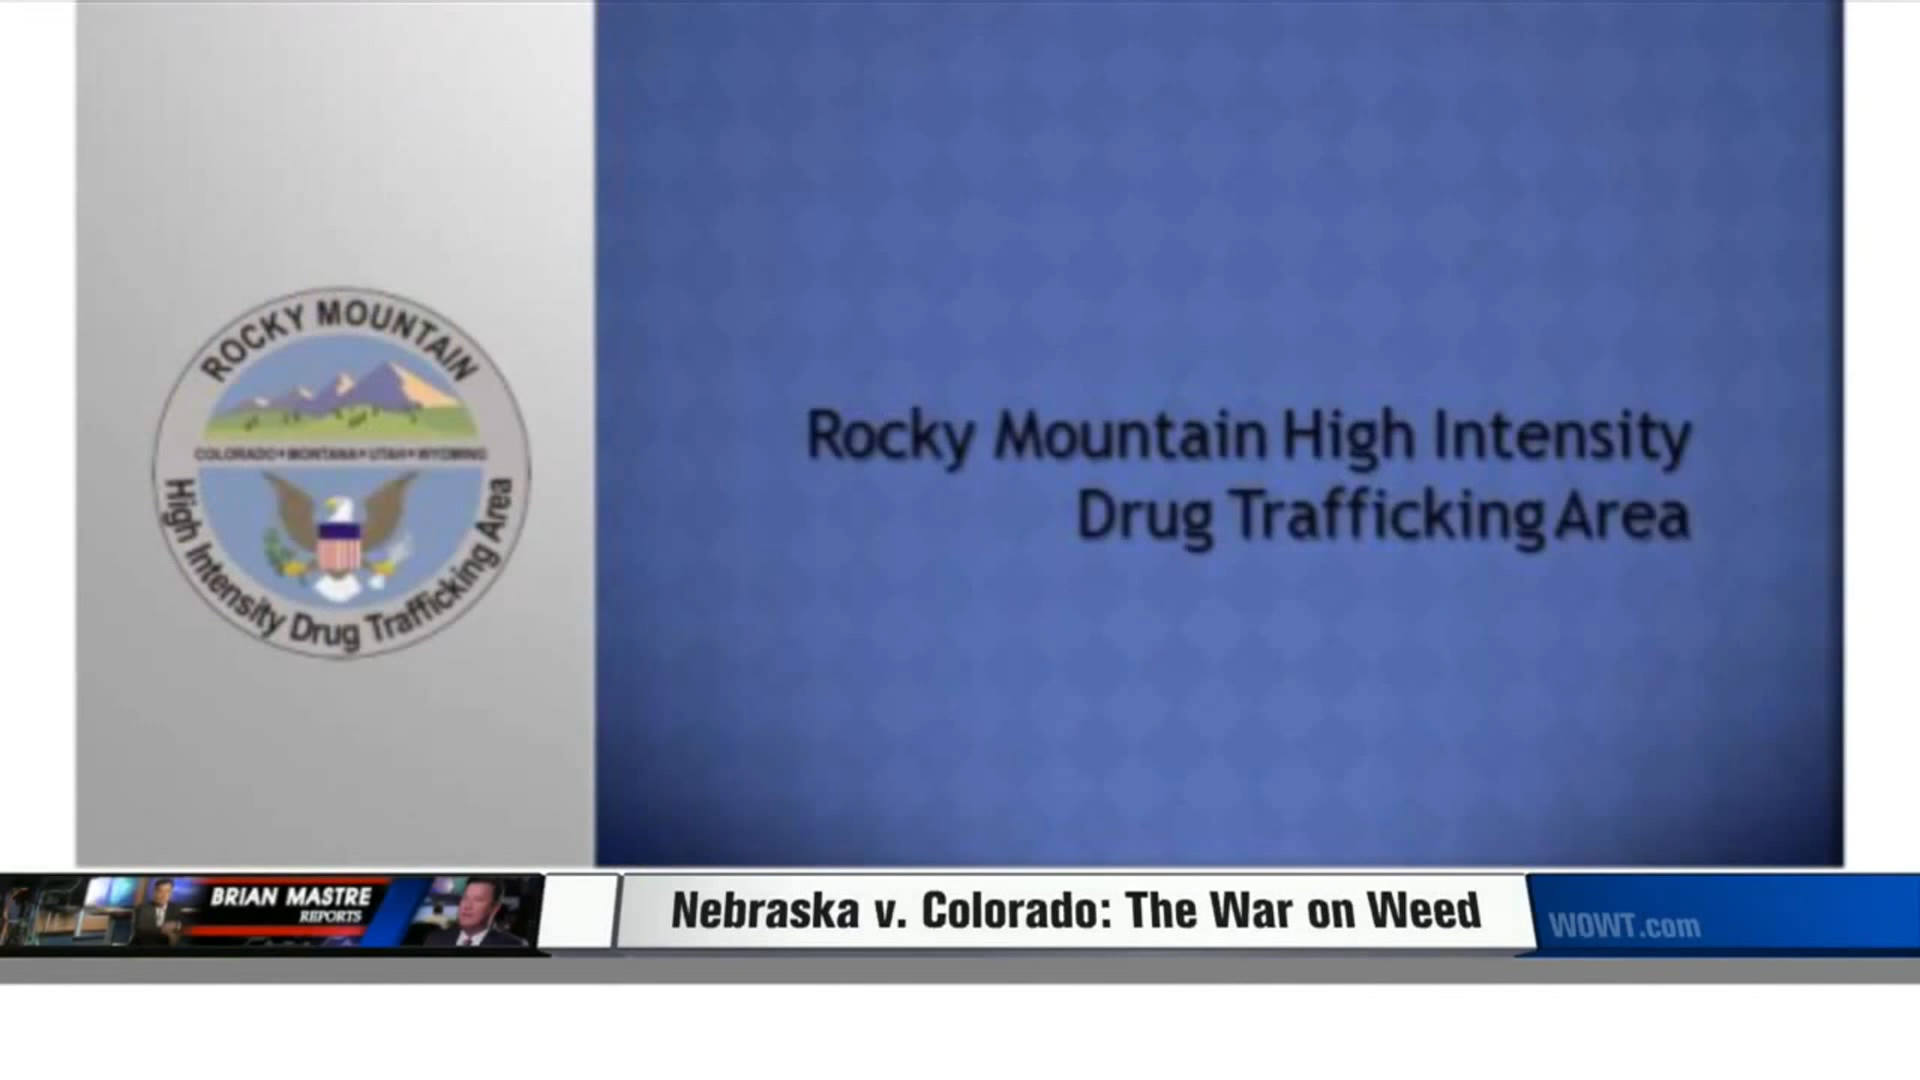 ROCKY MOUNTAIN
COLORADO • MONTANA • UTAH • WYOMING
High Intensity Drug Trafficking Area
Rocky Mountain High Intensity
Drug Trafficking Area
BRIAN MASTRE
REPORTS
Nebraska v. Colorado: The War on Weed
WOWT.com